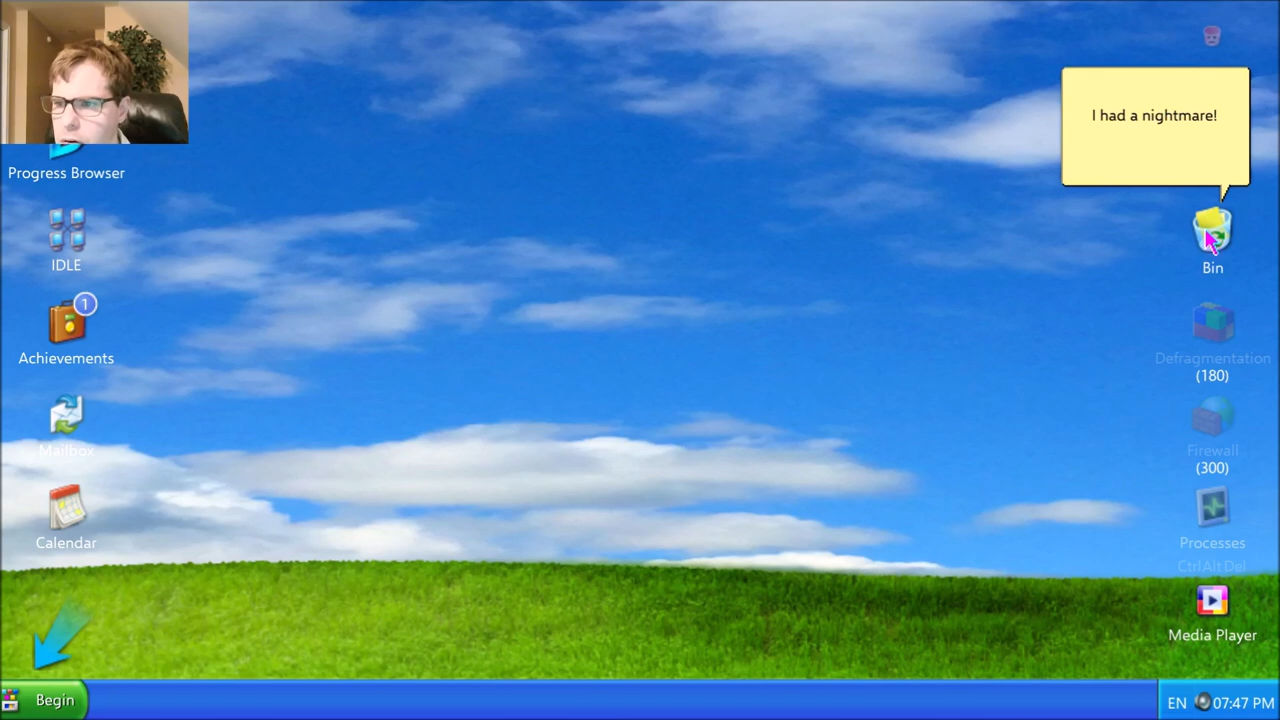 I had a nightmare!
Progress Browser
IDLE
1
Achievements
Mailbox
Calendar
Bin
Defragmentation
(180)
Firewall
(300)
Processes
CtrlAltDel
Media Player
Begin
EN 07:47 PM